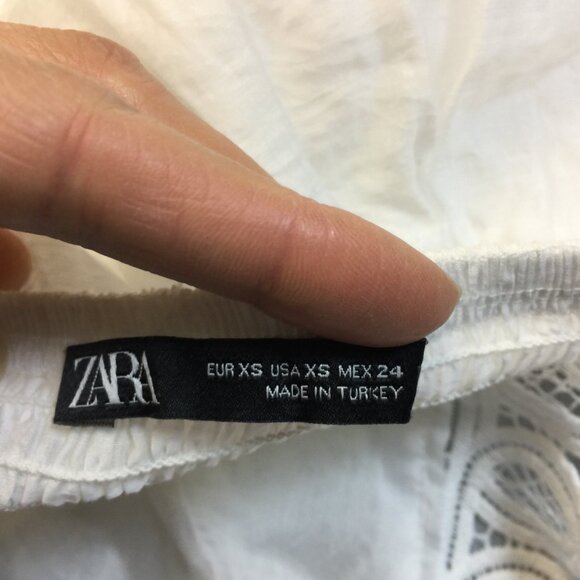 ZARA
EUR XS USA XS MEX 24
MADE IN TURKEY